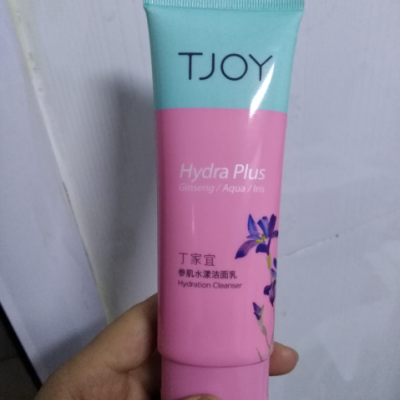 TJOY
Hydra Plus
Ginseng / Aqua / Iris
丁家宜
参肌水漾洁面乳
Hydration Cleanser